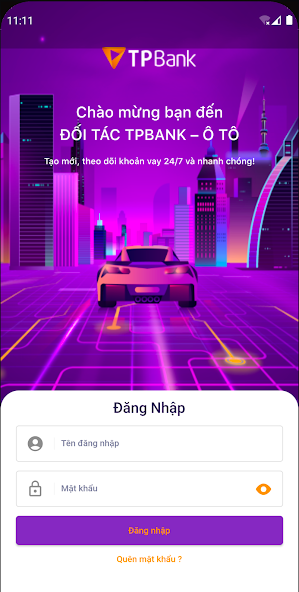 11:11
TPBank
Chào mừng bạn đến
ĐỐI TÁC TPBANK – Ô TÔ
Tạo mới, theo dõi khoản vay 24/7 và nhanh chóng!
Đăng Nhập
Tên đăng nhập
Mật khẩu
Đăng nhập
Quên mật khẩu ?